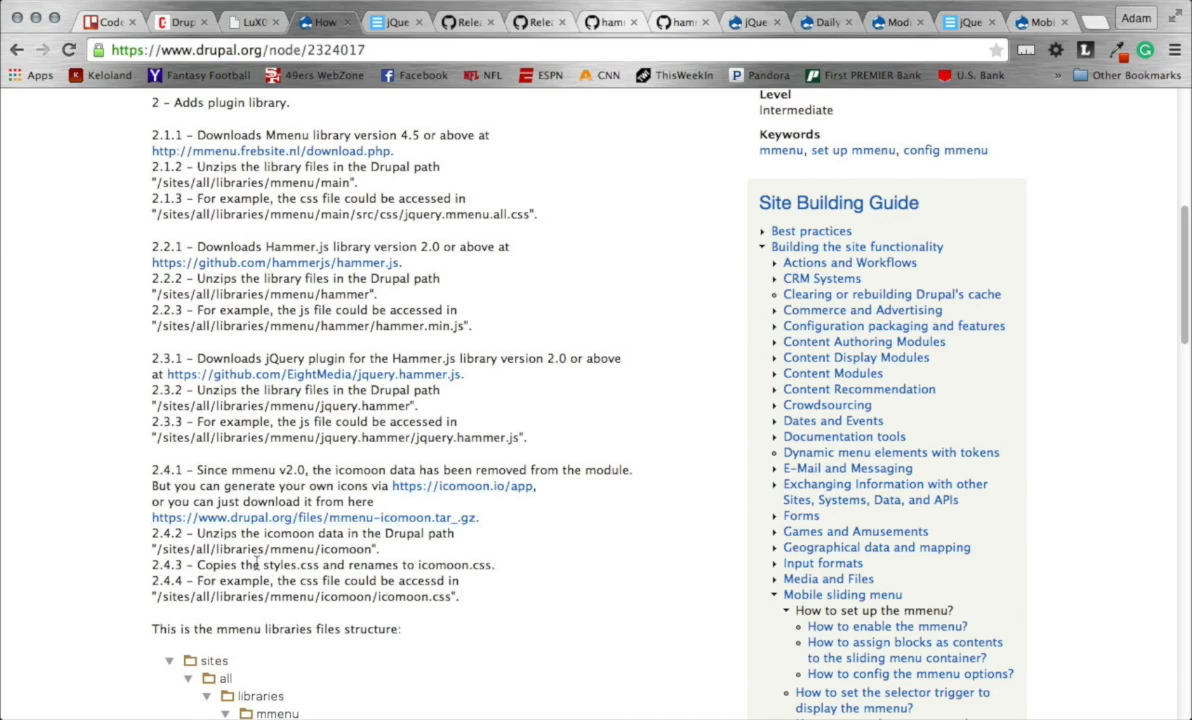 Code
Drup
LuXC
How
jQue
Relea
Relea
hamr
hamr
jQue
Daily
Modi
jQue
Mobi
Adam
https://www.drupal.org/node/2324017
Apps
Keloland
Fantasy Football
49ers WebZone
Facebook
NFL
ESPN
CNN
ThisWeekIn
Pandora
First PREMIER Bank
U.S. Bank
»
Other Bookmarks
2 - Adds plugin library.
2.1.1 - Downloads Mmenu library version 4.5 or above at
http://mmenu.frebsite.nl/download.php.
2.1.2 - Unzips the library files in the Drupal path
"/sites/all/libraries/mmenu/main".
2.1.3 - For example, the css file could be accessed in
"/sites/all/libraries/mmenu/main/src/css/jquery.mmenu.all.css".
2.2.1 - Downloads Hammer.js library version 2.0 or above at
https://github.com/hammerjs/hammer.js.
2.2.2 - Unzips the library files in the Drupal path
"/sites/all/libraries/mmenu/hammer".
2.2.3 - For example, the js file could be accessed in
"/sites/all/libraries/mmenu/hammer/hammer.min.js".
2.3.1 - Downloads jQuery plugin for the Hammer.js library version 2.0 or above
at https://github.com/EightMedia/jquery.hammer.js.
2.3.2 - Unzips the library files in the Drupal path
"/sites/all/libraries/mmenu/jquery.hammer".
2.3.3 - For example, the js file could be accessed in
"/sites/all/libraries/mmenu/jquery.hammer/jquery.hammer.js".
2.4.1 - Since mmenu v2.0, the icomoon data has been removed from the module.
But you can generate your own icons via https://icomoon.io/app,
or you can just download it from here
https://www.drupal.org/files/mmenu-icomoon.tar_.gz.
2.4.2 - Unzips the icomoon data in the Drupal path
"/sites/all/libraries/mmenu/icomoon".
2.4.3 - Copies the styles.css and renames to icomoon.css.
2.4.4 - For example, the css file could be accessd in
"/sites/all/libraries/mmenu/icomoon/icomoon.css".
This is the mmenu libraries files structure:
sites
all
libraries
mmenu
Level
Intermediate
Keywords
mmenu, set up mmenu, config mmenu
Site Building Guide
Best practices
Building the site functionality
Actions and Workflows
CRM Systems
Clearing or rebuilding Drupal's cache
Commerce and Advertising
Configuration packaging and features
Content Authoring Modules
Content Display Modules
Content Modules
Content Recommendation
Crowdsourcing
Dates and Events
Documentation tools
Dynamic menu elements with tokens
E-Mail and Messaging
Exchanging Information with other
Sites, Systems, Data, and APIs
Forms
Games and Amusements
Geographical data and mapping
Input formats
Media and Files
Mobile sliding menu
How to set up the mmenu?
How to enable the mmenu?
How to assign blocks as contents
to the sliding menu container?
How to config the mmenu options?
How to set the selector trigger to
display the mmenu?